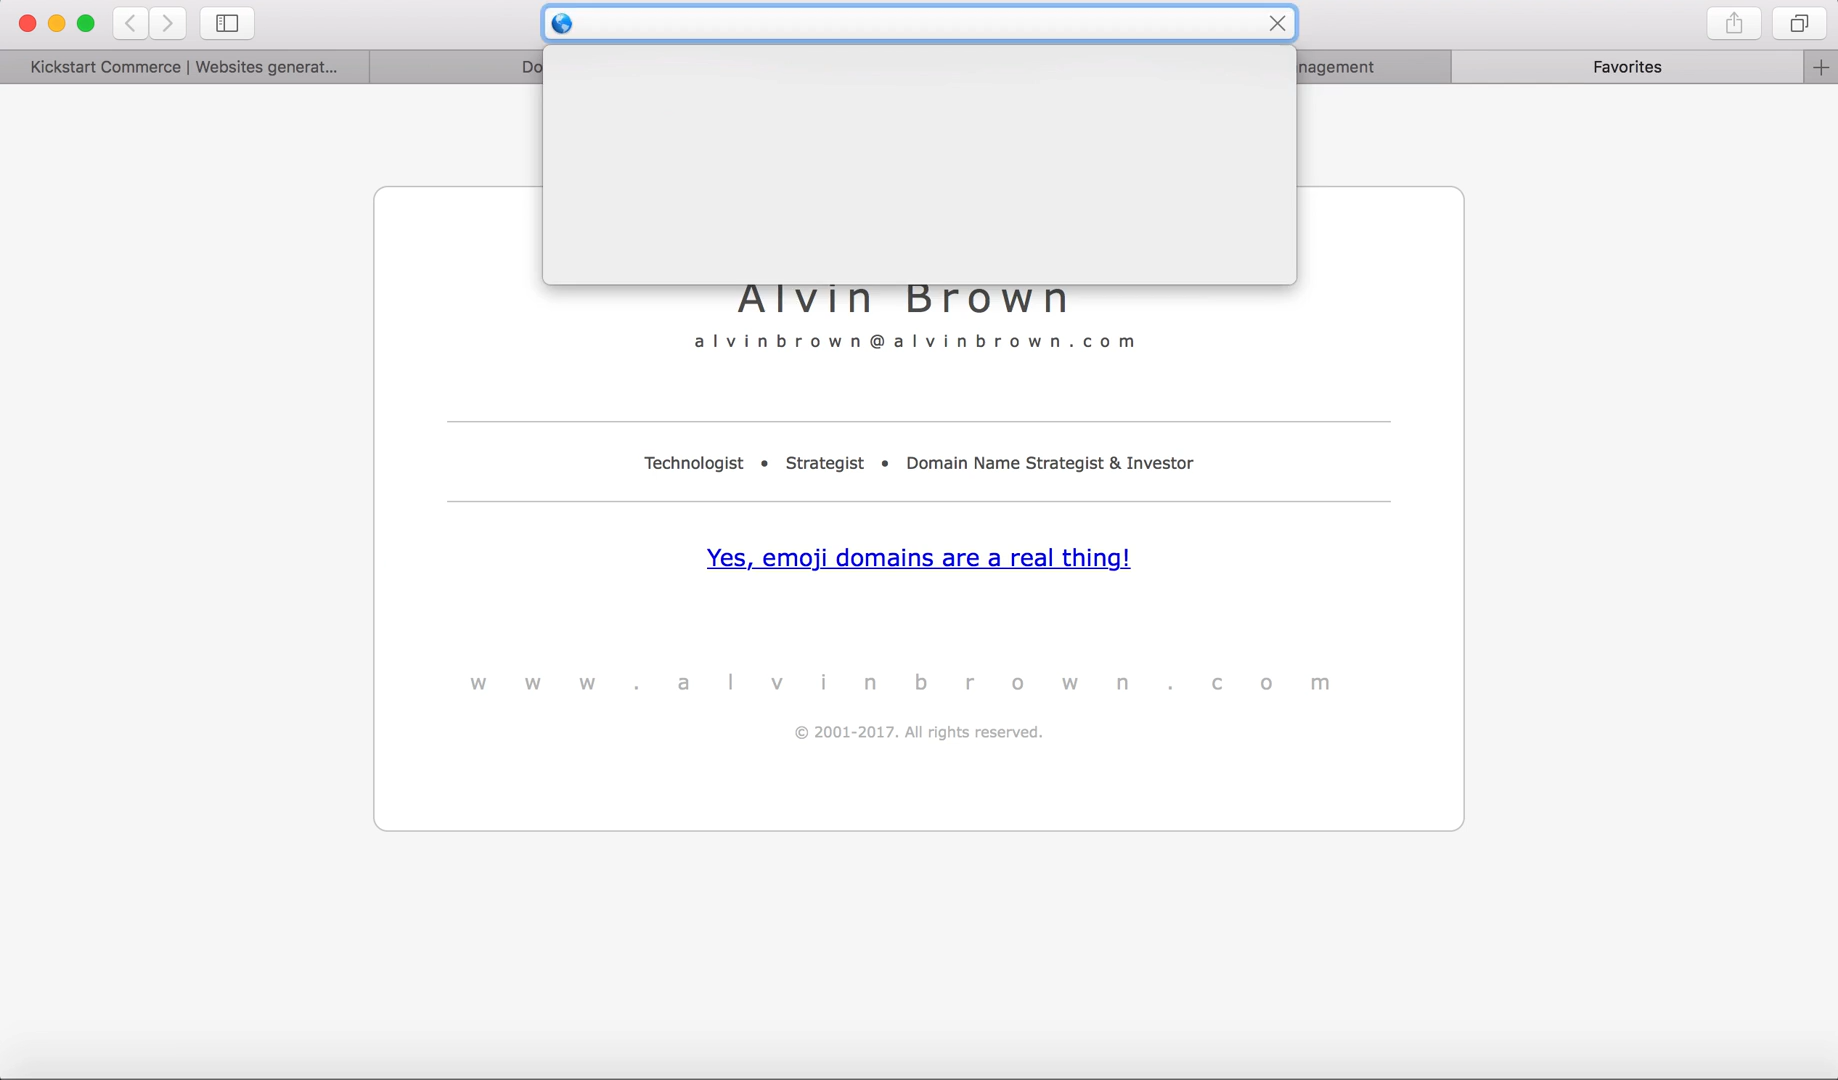 Kickstart Commerce | Websites generat...
Do
nagement
Favorites
Alvin Brown
alvinbrown@alvinbrown.com
Technologist • Strategist • Domain Name Strategist & Investor
Yes, emoji domains are a real thing!
www.alvinbrown.com
© 2001-2017. All rights reserved.